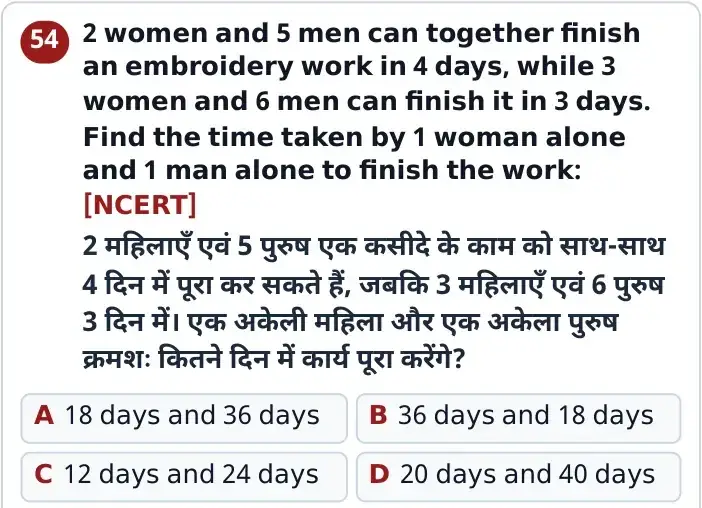 54 2 women and 5 men can together finish
an embroidery work in 4 days, while 3
women and 6 men can finish it in 3 days.
Find the time taken by 1 woman alone
and 1 man alone to finish the work:
[NCERT]
2 महिलाएँ एवं 5 पुरुष एक कसीदे के काम को साथ-साथ
4 दिन में पूरा कर सकते हैं, जबकि 3 महिलाएँ एवं 6 पुरुष
3 दिन में। एक अकेली महिला और एक अकेला पुरुष
क्रमशः कितने दिन में कार्य पूरा करेंगे?
A 18 days and 36 days B 36 days and 18 days
C 12 days and 24 days D 20 days and 40 days